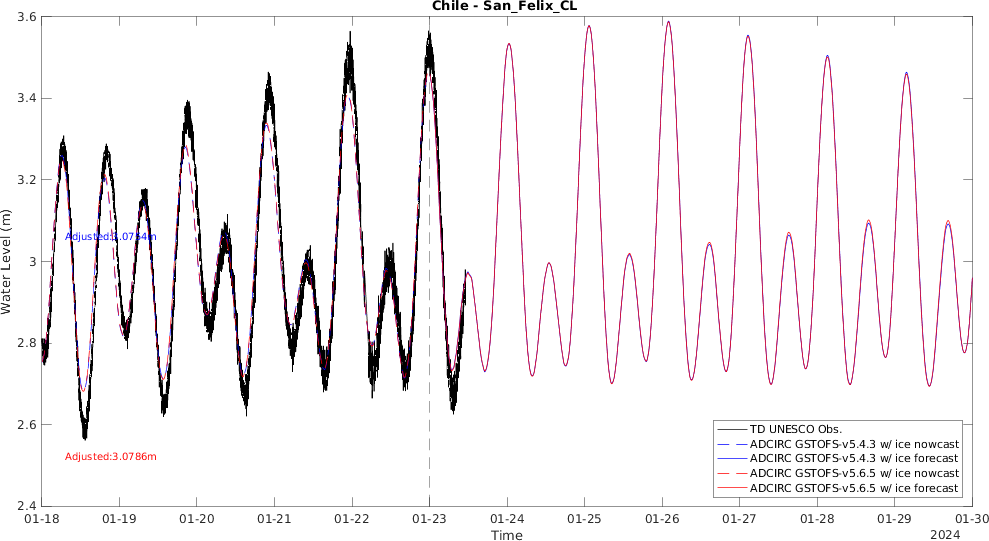 Chile - San_Felix_CL
3.6
3.4
3.2
3
2.8
2.6
2.4
Water Level (m)
Adjusted:3.0754m
Adjusted:3.0786m
TD UNESCO Obs.
ADCIRC GSTOFS-v5.4.3 w/ ice nowcast
ADCIRC GSTOFS-v5.4.3 w/ ice forecast
ADCIRC GSTOFS-v5.6.5 w/ ice nowcast
ADCIRC GSTOFS-v5.6.5 w/ ice forecast
01-18 01-19 01-20 01-21 01-22 01-23 01-24 01-25 01-26 01-27 01-28 01-29 01-30
Time
2024